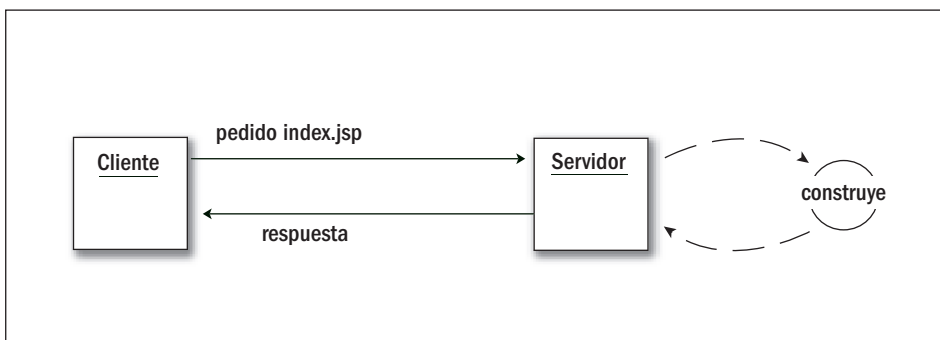 pedido index.jsp
Cliente
Servidor
construye
respuesta